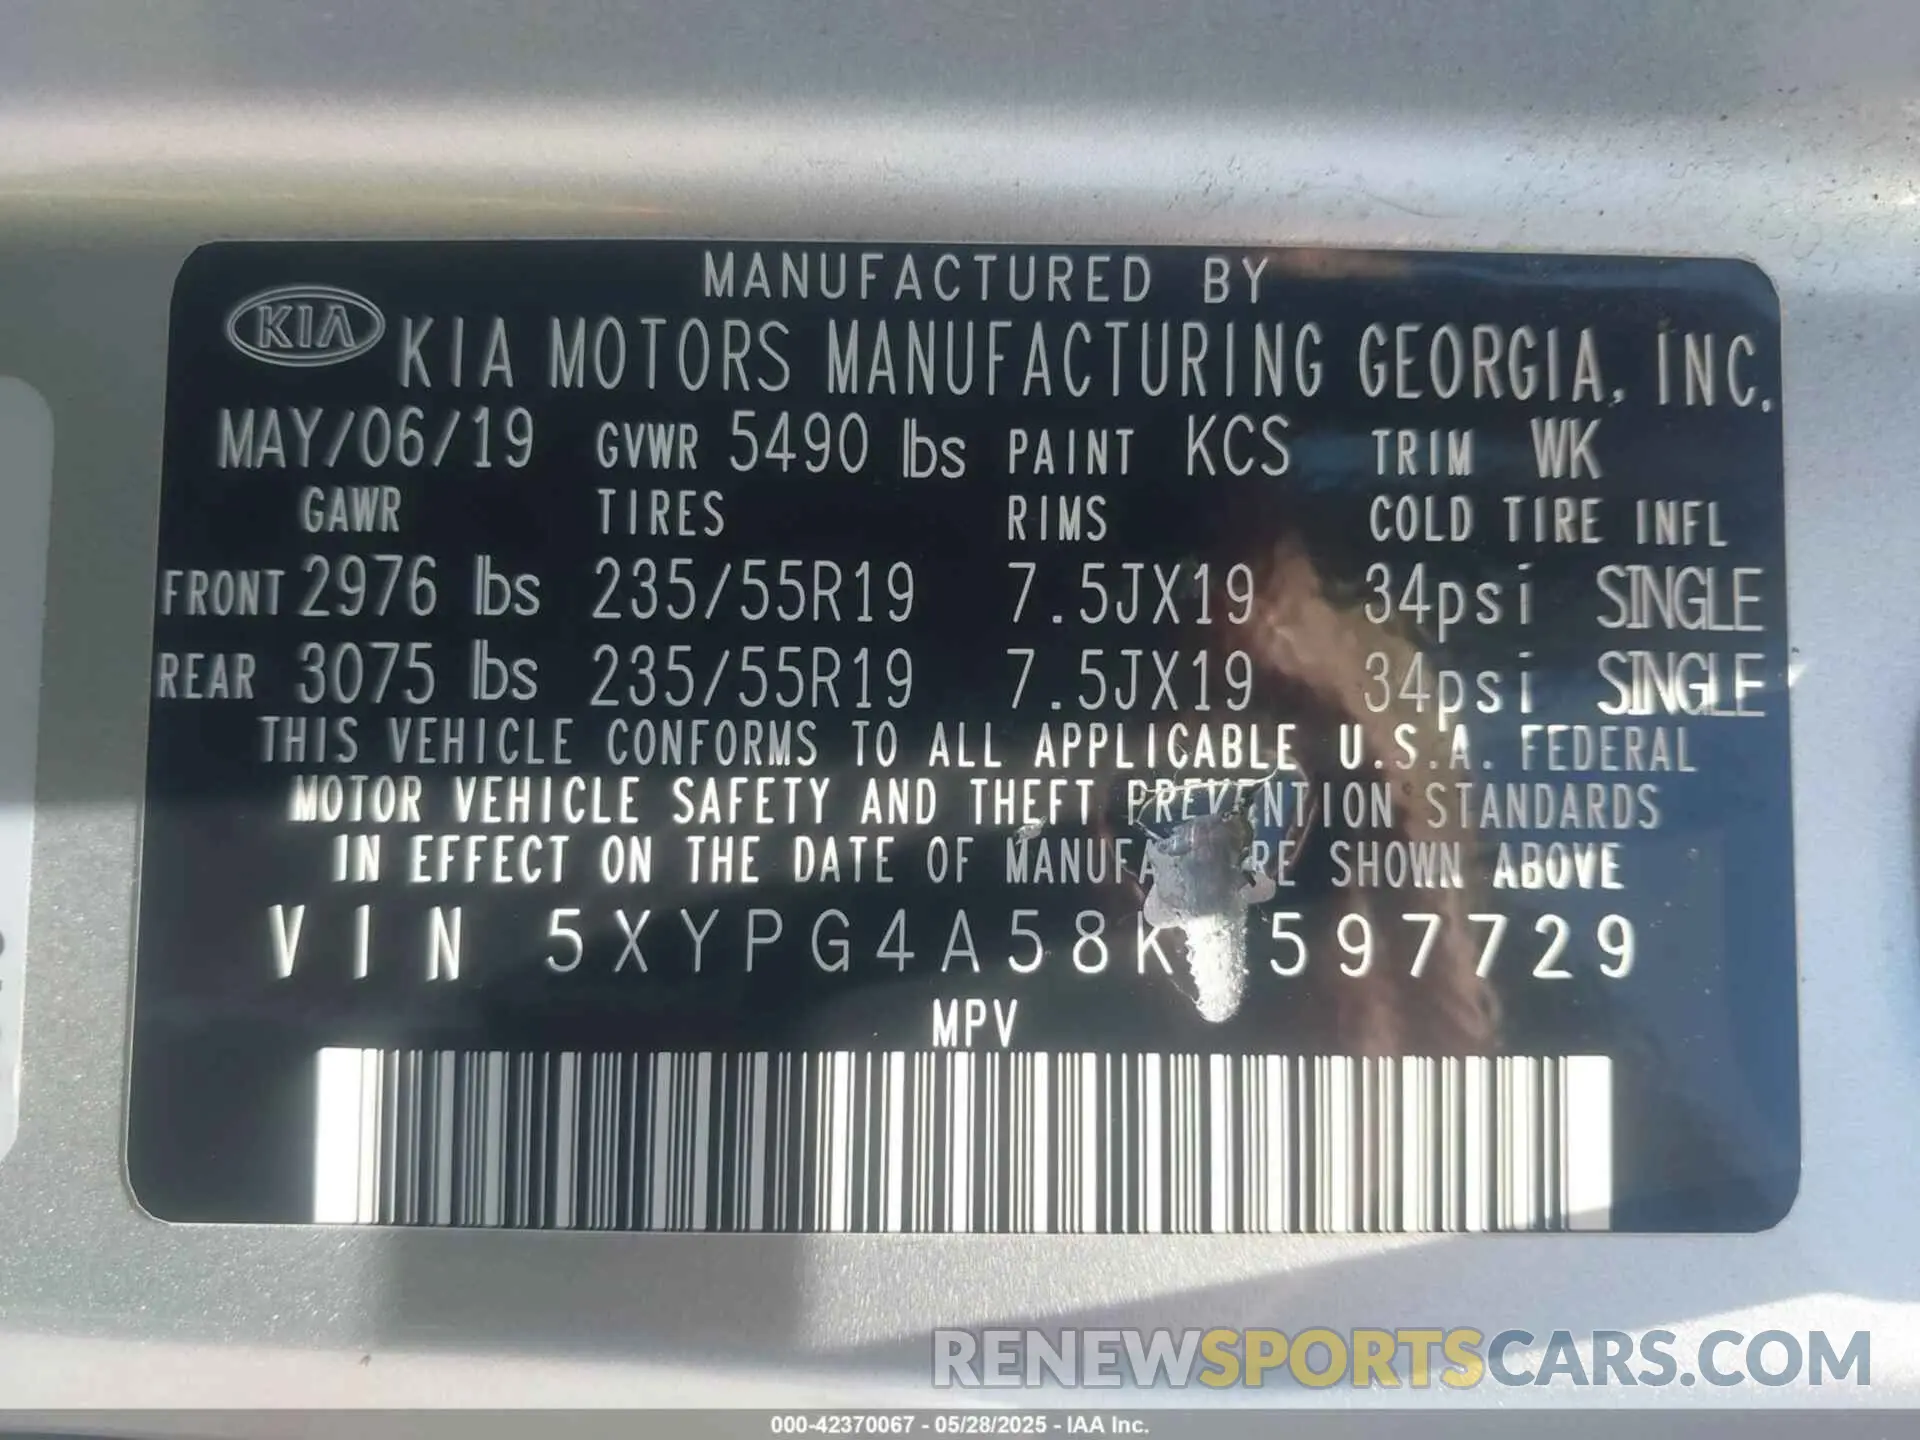 MANUFACTURED BY
KIA KIA MOTORS MANUFACTURING GEORGIA, INC.
MAY/06/19 GVWR 5490 lbs PAINT KCS TRIM WK
GAWR TIRES RIMS COLD TIRE INFL
FRONT 2976 lbs 235/55R19 7.5JX19 34psi SINGLE
REAR 3075 lbs 235/55R19 7.5JX19 34psi SINGLE
THIS VEHICLE CONFORMS TO ALL APPLICABLE U.S.A. FEDERAL
MOTOR VEHICLE SAFETY AND THEFT PREVENTION STANDARDS
IN EFFECT ON THE DATE OF SHOWN ABOVE
VIN
MPV
RENEWSPORTSCARS.COM
000-42370067 - 05/28/2025 - IAA Inc.